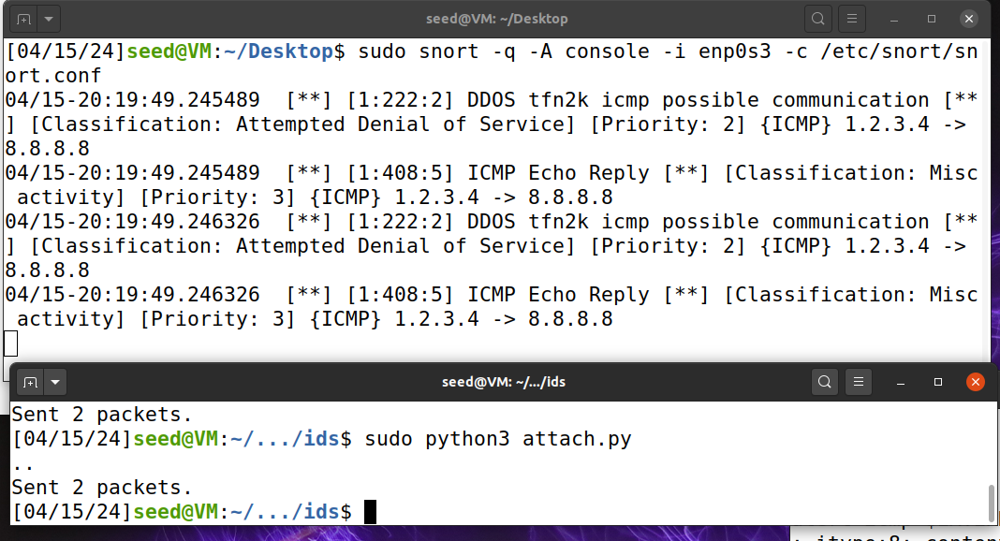 seed@VM: ~/Desktop
[04/15/24]seed@VM:~/Desktop$ sudo snort -q -A console -i enp0s3 -c /etc/snort/sn
ort.conf
04/15-20:19:49.245489  [**] [1:222:2] DDOS tfn2k icmp possible communication [**
] [Classification: Attempted Denial of Service] [Priority: 2] {ICMP} 1.2.3.4 ->
8.8.8.8
04/15-20:19:49.245489  [**] [1:408:5] ICMP Echo Reply [**] [Classification: Misc
 activity] [Priority: 3] {ICMP} 1.2.3.4 -> 8.8.8.8
04/15-20:19:49.246326  [**] [1:222:2] DDOS tfn2k icmp possible communication [**
] [Classification: Attempted Denial of Service] [Priority: 2] {ICMP} 1.2.3.4 ->
8.8.8.8
04/15-20:19:49.246326  [**] [1:408:5] ICMP Echo Reply [**] [Classification: Misc
 activity] [Priority: 3] {ICMP} 1.2.3.4 -> 8.8.8.8
seed@VM: ~/.../ids
Sent 2 packets.
[04/15/24]seed@VM:~/.../ids$ sudo python3 attach.py
..
Sent 2 packets.
[04/15/24]seed@VM:~/.../ids$